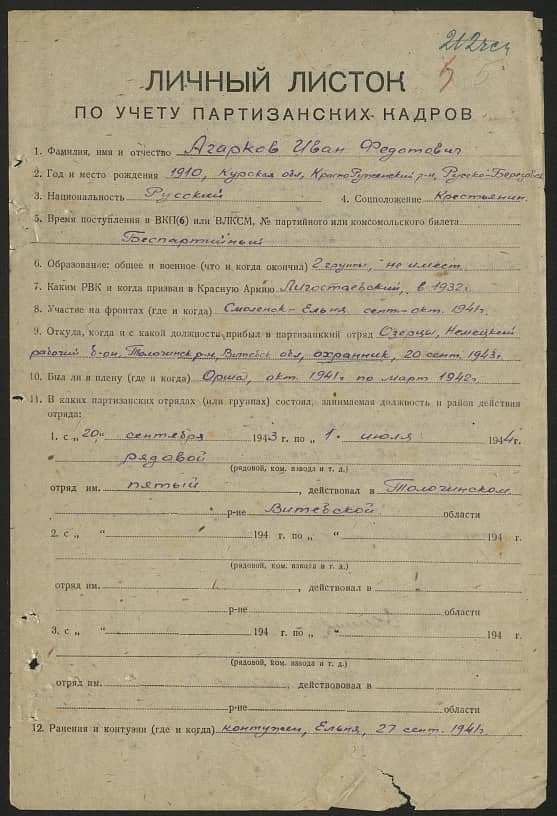 5
ЛИЧНЫЙ ЛИСТОК
ПО УЧЕТУ ПАРТИЗАНСКИХ КАДРОВ
1. Фамилия, имя и отчество Агарков Иван Федотович
2. Год и место рождения 1910, Курская обл, КрасноРуженский р-н, Русско-Березовка
3. Национальность Русский 4. Соцположение Крестьянин
5. Время поступления в ВКП(б) или ВЛКСМ, № партийного или комсомольского билета
Беспартийный
6. Образование: общее и военное (что и когда окончил) 2 группы, не имеет
7. Каким РВК и когда призван в Красную Армию Лигостаевский, в 1932г.
8. Участие на фронтах (где и когда) Смоленск-Ельня сент-окт. 1941г.
9. Откуда, когда и с какой должность прибыл в партизанкий отряд Озерцы, Немецкий
рабочий б-он, Толочинск р-н, Витебск обл, охранник, 20 сент. 1943г.
10. Был ли и плену (где и когда) Орша, окт. 1941г по март 1942г.
11. В каких партизанских отрядах (или группах) состоял, занимаемая должность и район действия
отряда:
1. с „20“ сентября 1943 г. по „1“ июля 1944г.
рядовой
(рядовой, ком. взвода и т. д.)
отряд им. пятый, действовал в Толочинском
р-не Витебской области
2. с „ “ 194 г. по „ “ 194 г
(рядовой, ком. взвода и т. д.)
отряд им. , действовал в
р-не области
3. с „ “ 194 г. по „ “ 194 г
(рядовой, ком. взвода и т. д.)
отряд им. , действововал в
р-не области
12. Ранения и контузии (где и когда) контужен, Ельня, 27 сент. 1941г.